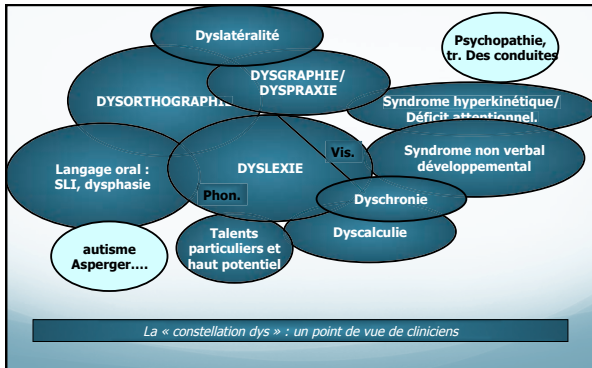 Dyslatéralité
Psychopathie,
tr. Des conduites
DYSGRAPHIE/
DYSPRAXIE
DYSORTHOGRAPHIE
Syndrome hyperkinétique/
Déficit attentionnel.
Vis.
Syndrome non verbal
développemental
Langage oral :
SLI, dysphasie
DYSLEXIE
Phon.
Dyschronie
Talents
particuliers et
haut potentiel
Dyscalculie
autisme
Asperger....
La « constellation dys » : un point de vue de cliniciens